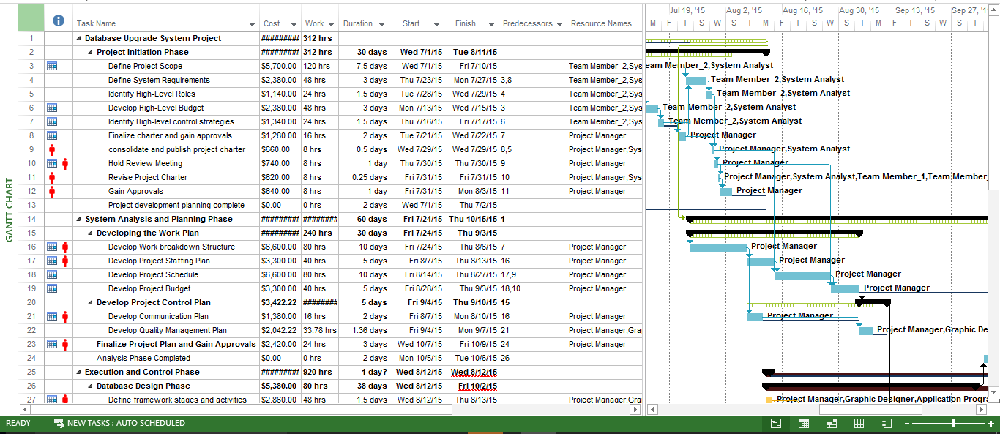 Jul 19, '15 Aug 2, '15 Aug 16, '15 Aug 30, '15 Sep 13, '15 Sep 27, '1
Task Name Cost Work Duration Start Finish Predecessors Resource Names M F T S W S T M F T S W S T M F T S W S T
1 Database Upgrade System Project ######### 312 hrs
2 Project Initiation Phase ######### 312 hrs 30 days Wed 7/1/15 Tue 8/11/15
3 Define Project Scope $5,700.00 120 hrs 7.5 days Wed 7/1/15 Fri 7/10/15 Team Member_2,Sys eam Member_2,System Analyst
4 Define System Requirements $2,380.00 48 hrs 3 days Thu 7/23/15 Mon 7/27/15 3,8 Team Member_2,Sys Team Member_2,System Analyst
5 Identify High-Level Roles $1,140.00 24 hrs 1.5 days Tue 7/28/15 Wed 7/29/15 4 Team Member_2,Sys Team Member_2,System Analyst
6 Develop High-Level Budget $2,380.00 48 hrs 3 days Mon 7/13/15 Wed 7/15/15 3 Team Member_2,Sys Team Member_2,System Analyst
7 Identify High-level control strategies $1,340.00 24 hrs 1.5 days Thu 7/16/15 Fri 7/17/15 6 Team Member_2,Sys Team Member_2,System Analyst
8 Finalize charter and gain approvals $1,280.00 16 hrs 2 days Tue 7/21/15 Wed 7/22/15 7 Project Manager Project Manager
9 consolidate and publish project charter $660.00 8 hrs 0.5 days Wed 7/29/15 Wed 7/29/15 8,5 Project Manager,Sys Project Manager,System Analyst
10 Hold Review Meeting $740.00 8 hrs 1 day Thu 7/30/15 Thu 7/30/15 9 Project Manager Project Manager
11 Revise Project Charter $620.00 8 hrs 0.25 days Fri 7/31/15 Fri 7/31/15 10 Project Manager,Sys Project Manager,System Analyst,Team Member_1,Team Member_
12 Gain Approvals $640.00 8 hrs 1 day Fri 7/31/15 Mon 8/3/15 11 Project Manager Project Manager
13 Project development planning complete $0.00 0 hrs 2 days Wed 7/1/15 Thu 7/2/15
14 System Analysis and Planning Phase ######### ######## 60 days Fri 7/24/15 Thu 10/15/15 1
15 Developing the Work Plan ######### 240 hrs 30 days Fri 7/24/15 Thu 9/3/15
16 Develop Work breakdown Structure $6,600.00 80 hrs 10 days Fri 7/24/15 Thu 8/6/15 7 Project Manager Project Manager
17 Develop Project Staffing Plan $3,300.00 40 hrs 5 days Fri 8/7/15 Thu 8/13/15 16 Project Manager Project Manager
18 Develop Project Schedule $6,600.00 80 hrs 10 days Fri 8/14/15 Thu 8/27/15 17,9 Project Manager Project Manager
19 Develop Project Budget $3,300.00 40 hrs 5 days Fri 8/28/15 Thu 9/3/15 18,10 Project Manager Project Manager
20 Develop Project Control Plan $3,422.22 ######## 5 days Fri 9/4/15 Thu 9/10/15 15
21 Develop Communication Plan $1,380.00 16 hrs 2 days Fri 8/7/15 Mon 8/10/15 16 Project Manager Project Manager
22 Develop Quality Management Plan $2,042.22 33.78 hrs 1.36 days Fri 9/4/15 Mon 9/7/15 21 Project Manager,Gra Project Manager,Graphic De
23 Finalize Project Plan and Gain Approvals $2,420.00 24 hrs 3 days Wed 10/7/15 Fri 10/9/15 24 Project Manager
24 Analysis Phase Completed $0.00 0 hrs 2 days Mon 10/5/15 Tue 10/6/15 26
25 Execution and Control Phase ######### 920 hrs 1 day? Wed 8/12/15 Wed 8/12/15
26 Database Design Phase $5,380.00 80 hrs 38 days Wed 8/12/15 Fri 10/2/15
27 Define framework stages and activities $2,860.00 48 hrs 1.5 days Wed 8/12/15 Thu 8/13/15 Project Manager,Gra Project Manager,Graphic Designer,Application Progra
GANTT CHART
READY NEW TASKS : AUTO SCHEDULED